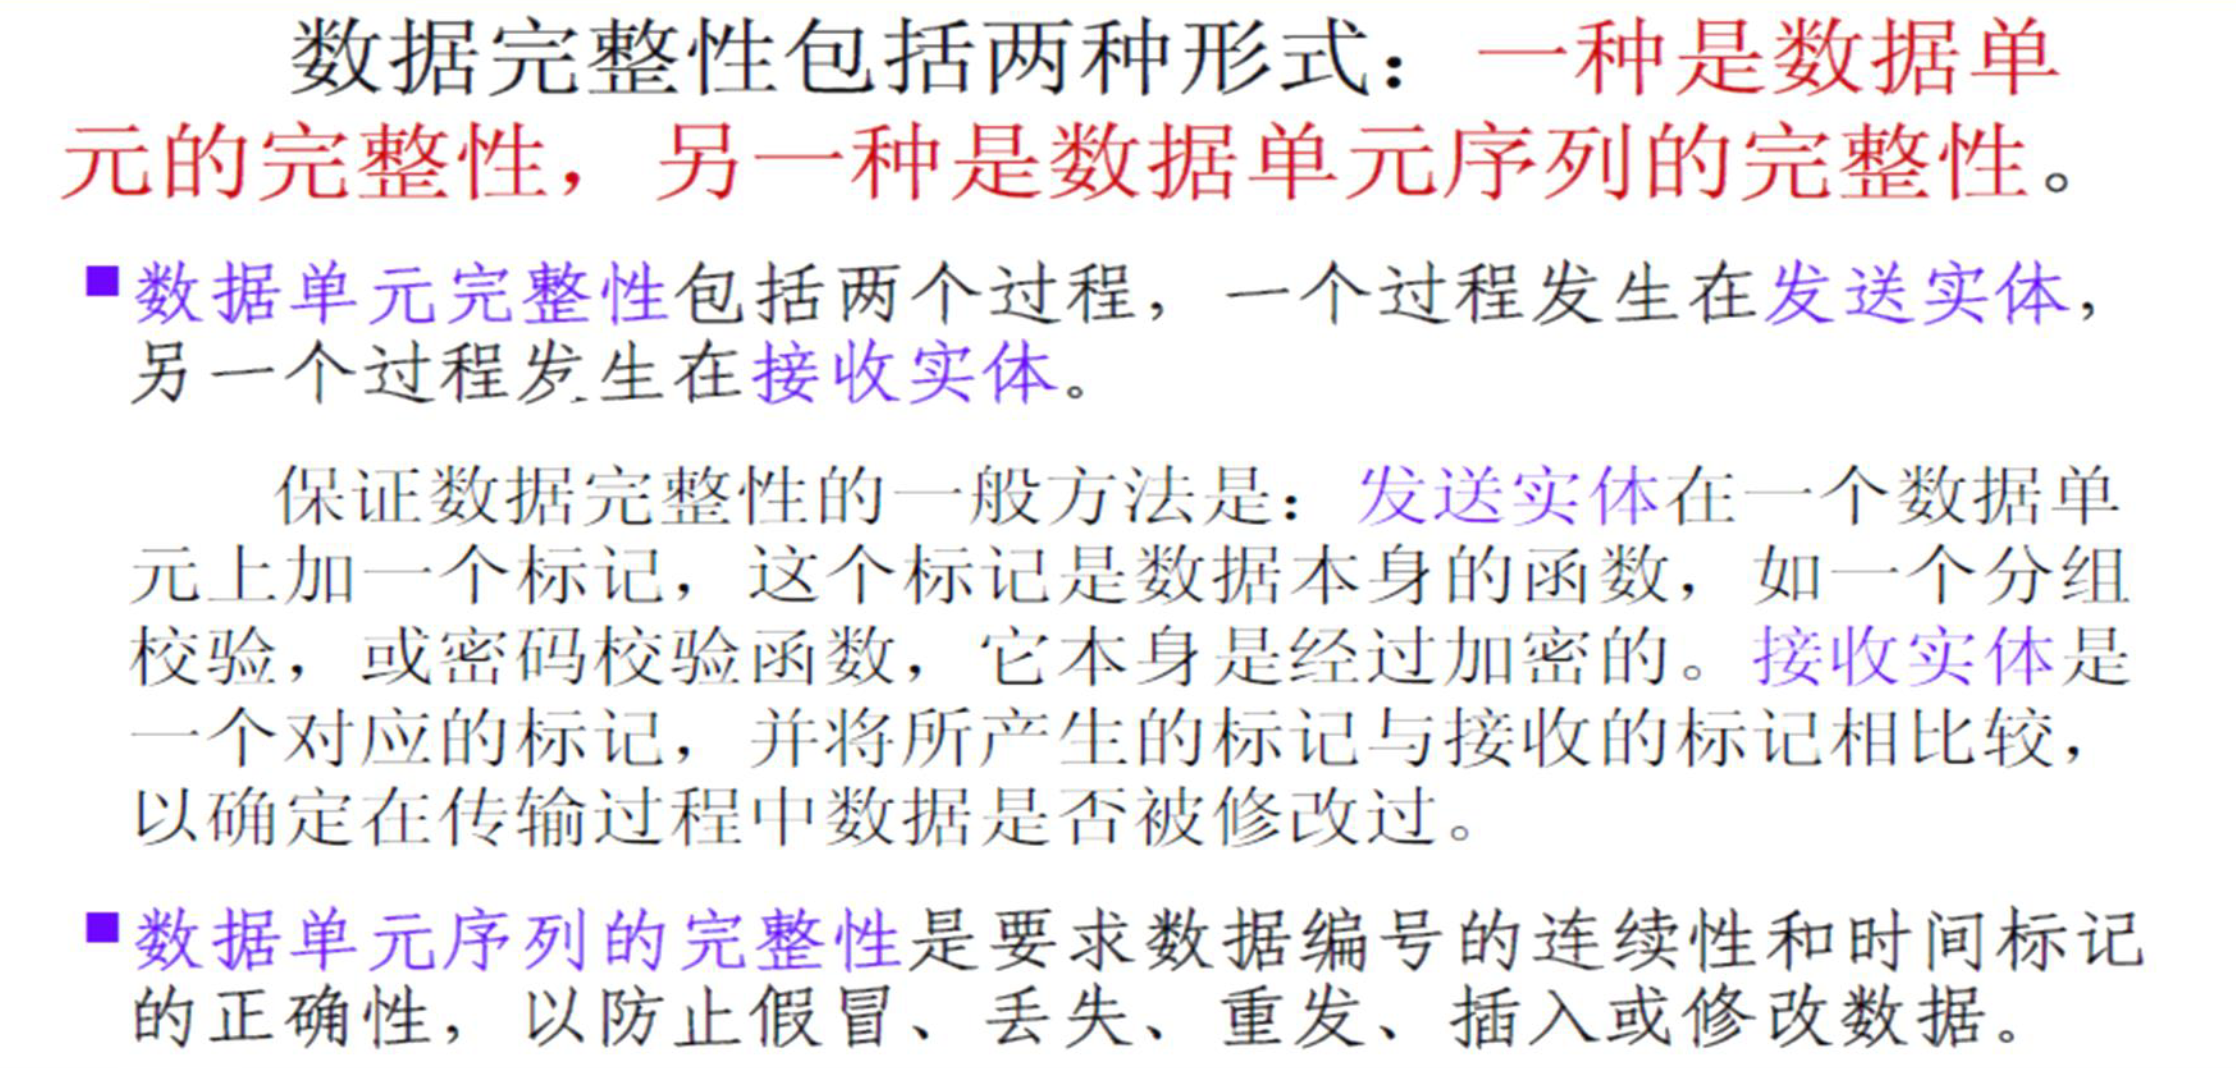 数据完整性包括两种形式：一种是数据单
元的完整性，另一种是数据单元序列的完整性。
■数据单元完整性包括两个过程，一个过程发生在发送实体，
另一个过程发生在接收实体。
保证数据完整性的一般方法是：发送实体在一个数据单
元上加一个标记，这个标记是数据本身的函数，如一个分组
校验，或密码校验函数，它本身是经过加密的。接收实体是
一个对应的标记，并将所产生的标记与接收的标记相比较，
以确定在传输过程中数据是否被修改过。
■数据单元序列的完整性是要求数据编号的连续性和时间标记
的正确性，以防止假冒、丢失、重发、插入或修改数据。